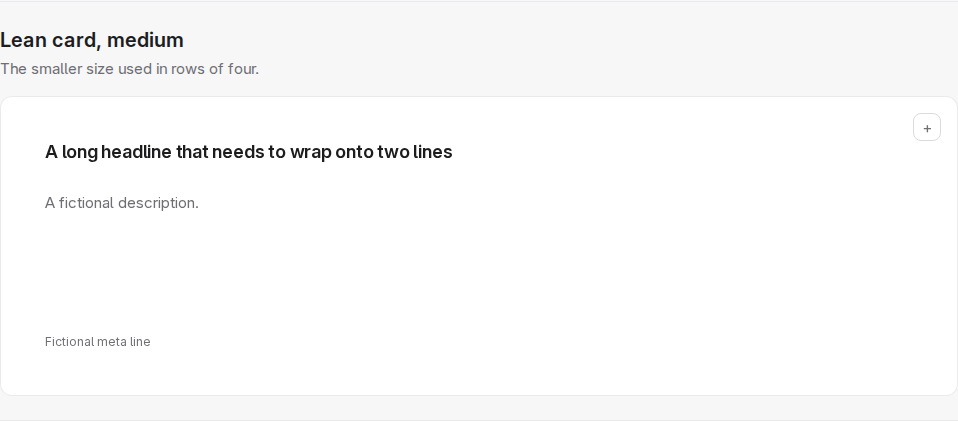 Lean card, medium
The smaller size used in rows of four.
+
A long headline that needs to wrap onto two lines
A fictional description.
Fictional meta line